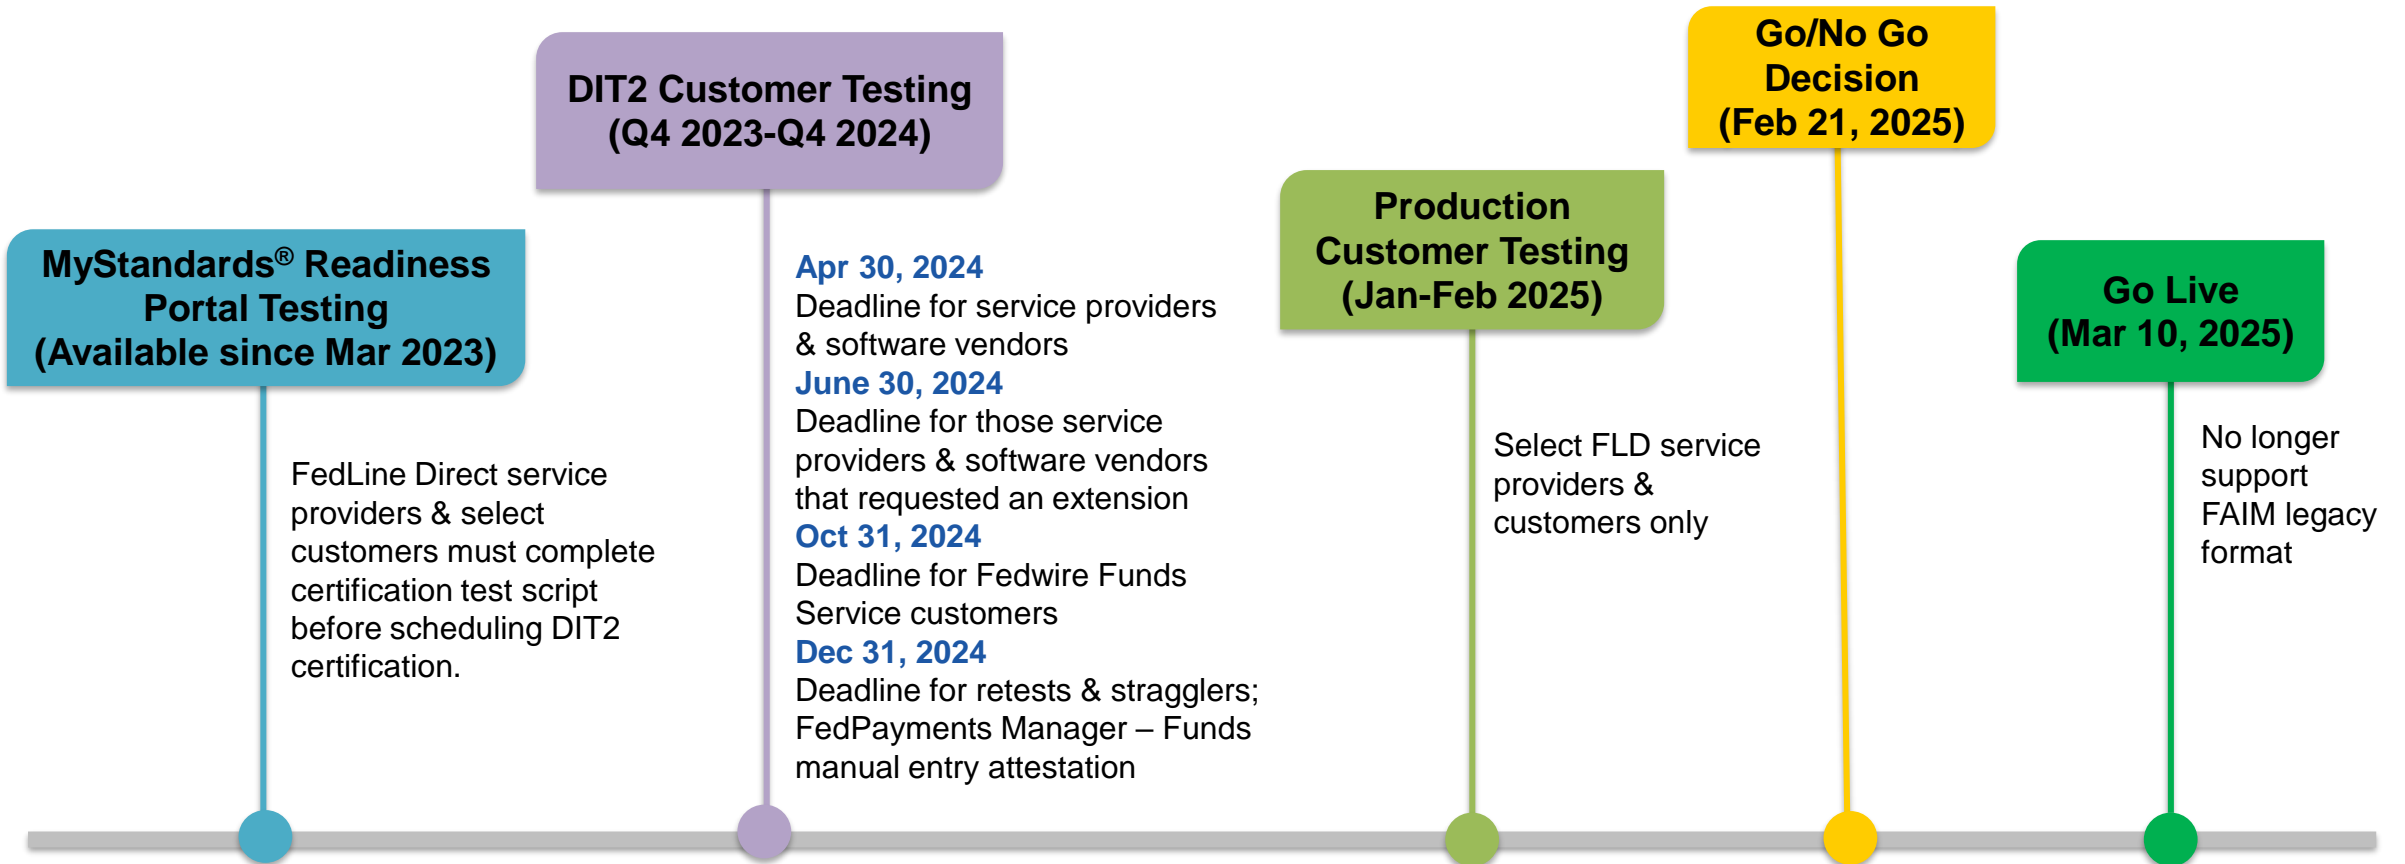 MyStandards® Readiness
Portal Testing
(Available since Mar 2023)
FedLine Direct service
providers & select
customers must complete
certification test script
before scheduling DIT2
certification.
DIT2 Customer Testing
(Q4 2023-Q4 2024)
Apr 30, 2024
Deadline for service providers
& software vendors
June 30, 2024
Deadline for those service
providers & software vendors
that requested an extension
Oct 31, 2024
Deadline for Fedwire Funds
Service customers
Dec 31, 2024
Deadline for retests & stragglers;
FedPayments Manager – Funds
manual entry attestation
Production
Customer Testing
(Jan-Feb 2025)
Select FLD service
providers &
customers only
Go/No Go
Decision
(Feb 21, 2025)
Go Live
(Mar 10, 2025)
No longer
support
FAIM legacy
format